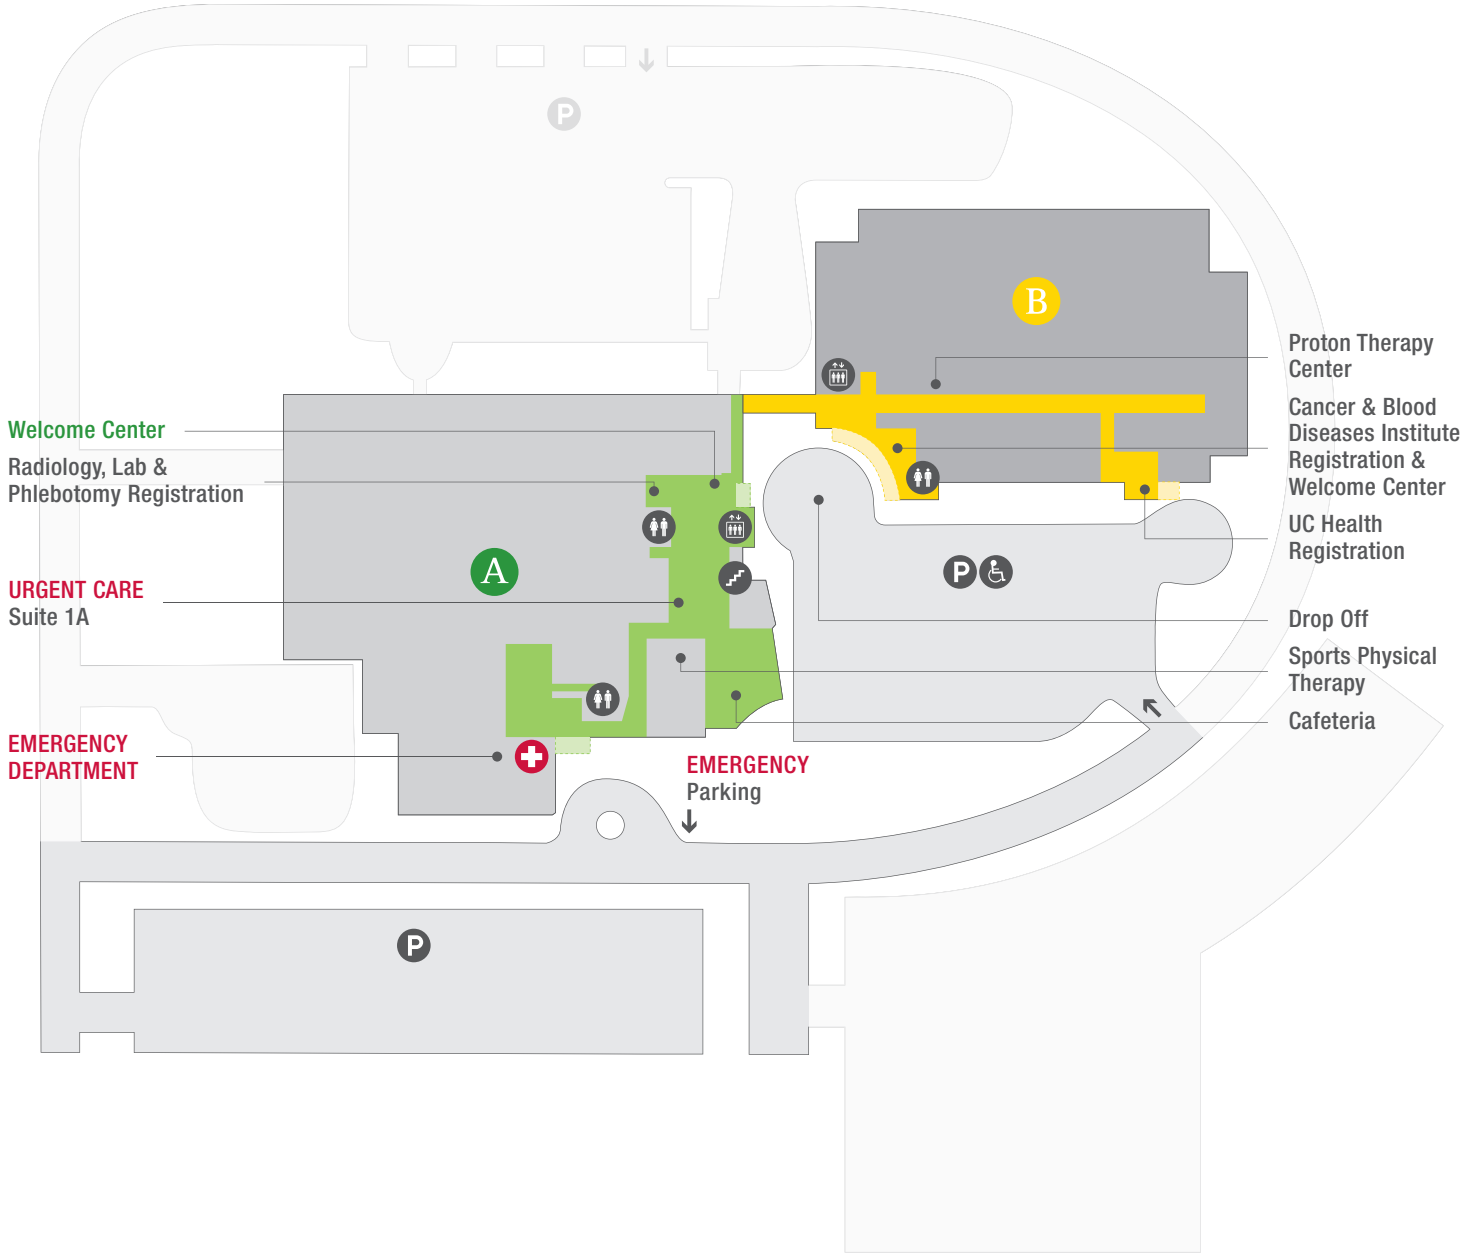 P
B
Proton Therapy
Center
Cancer & Blood
Diseases Institute
Registration &
Welcome Center
UC Health
Registration
Welcome Center
Radiology, Lab &
Phlebotomy Registration
A
P
URGENT CARE
Suite 1A
Drop Off
Sports Physical
Therapy
Cafeteria
EMERGENCY
DEPARTMENT
EMERGENCY
Parking
P